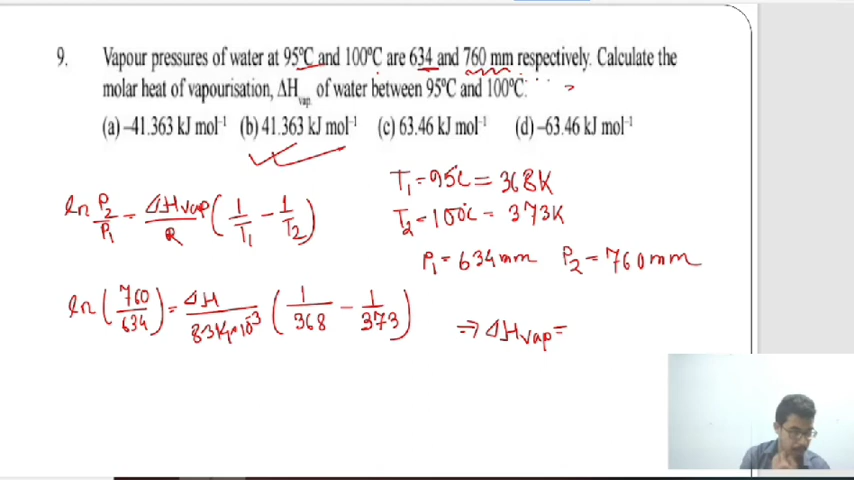 9. Vapour pressures of water at 95°C and 100°C are 634 and 760 mm respectively. Calculate the
molar heat of vapourisation, ΔHvap. of water between 95°C and 100°C:
(a) –41.363 kJ mol⁻¹ (b) 41.363 kJ mol⁻¹ (c) 63.46 kJ mol⁻¹ (d) –63.46 kJ mol⁻¹
T₁ = 95°C = 368K
ln P₂/P₁ = ΔHvap/R (1/T₁ – 1/T₂)
T₂ = 100°C = 373K
P₁ = 634mm P₂ = 760mm
ln (760/634) = ΔH/8.314×10⁻³ (1/368 – 1/373)
⇒ ΔHvap =